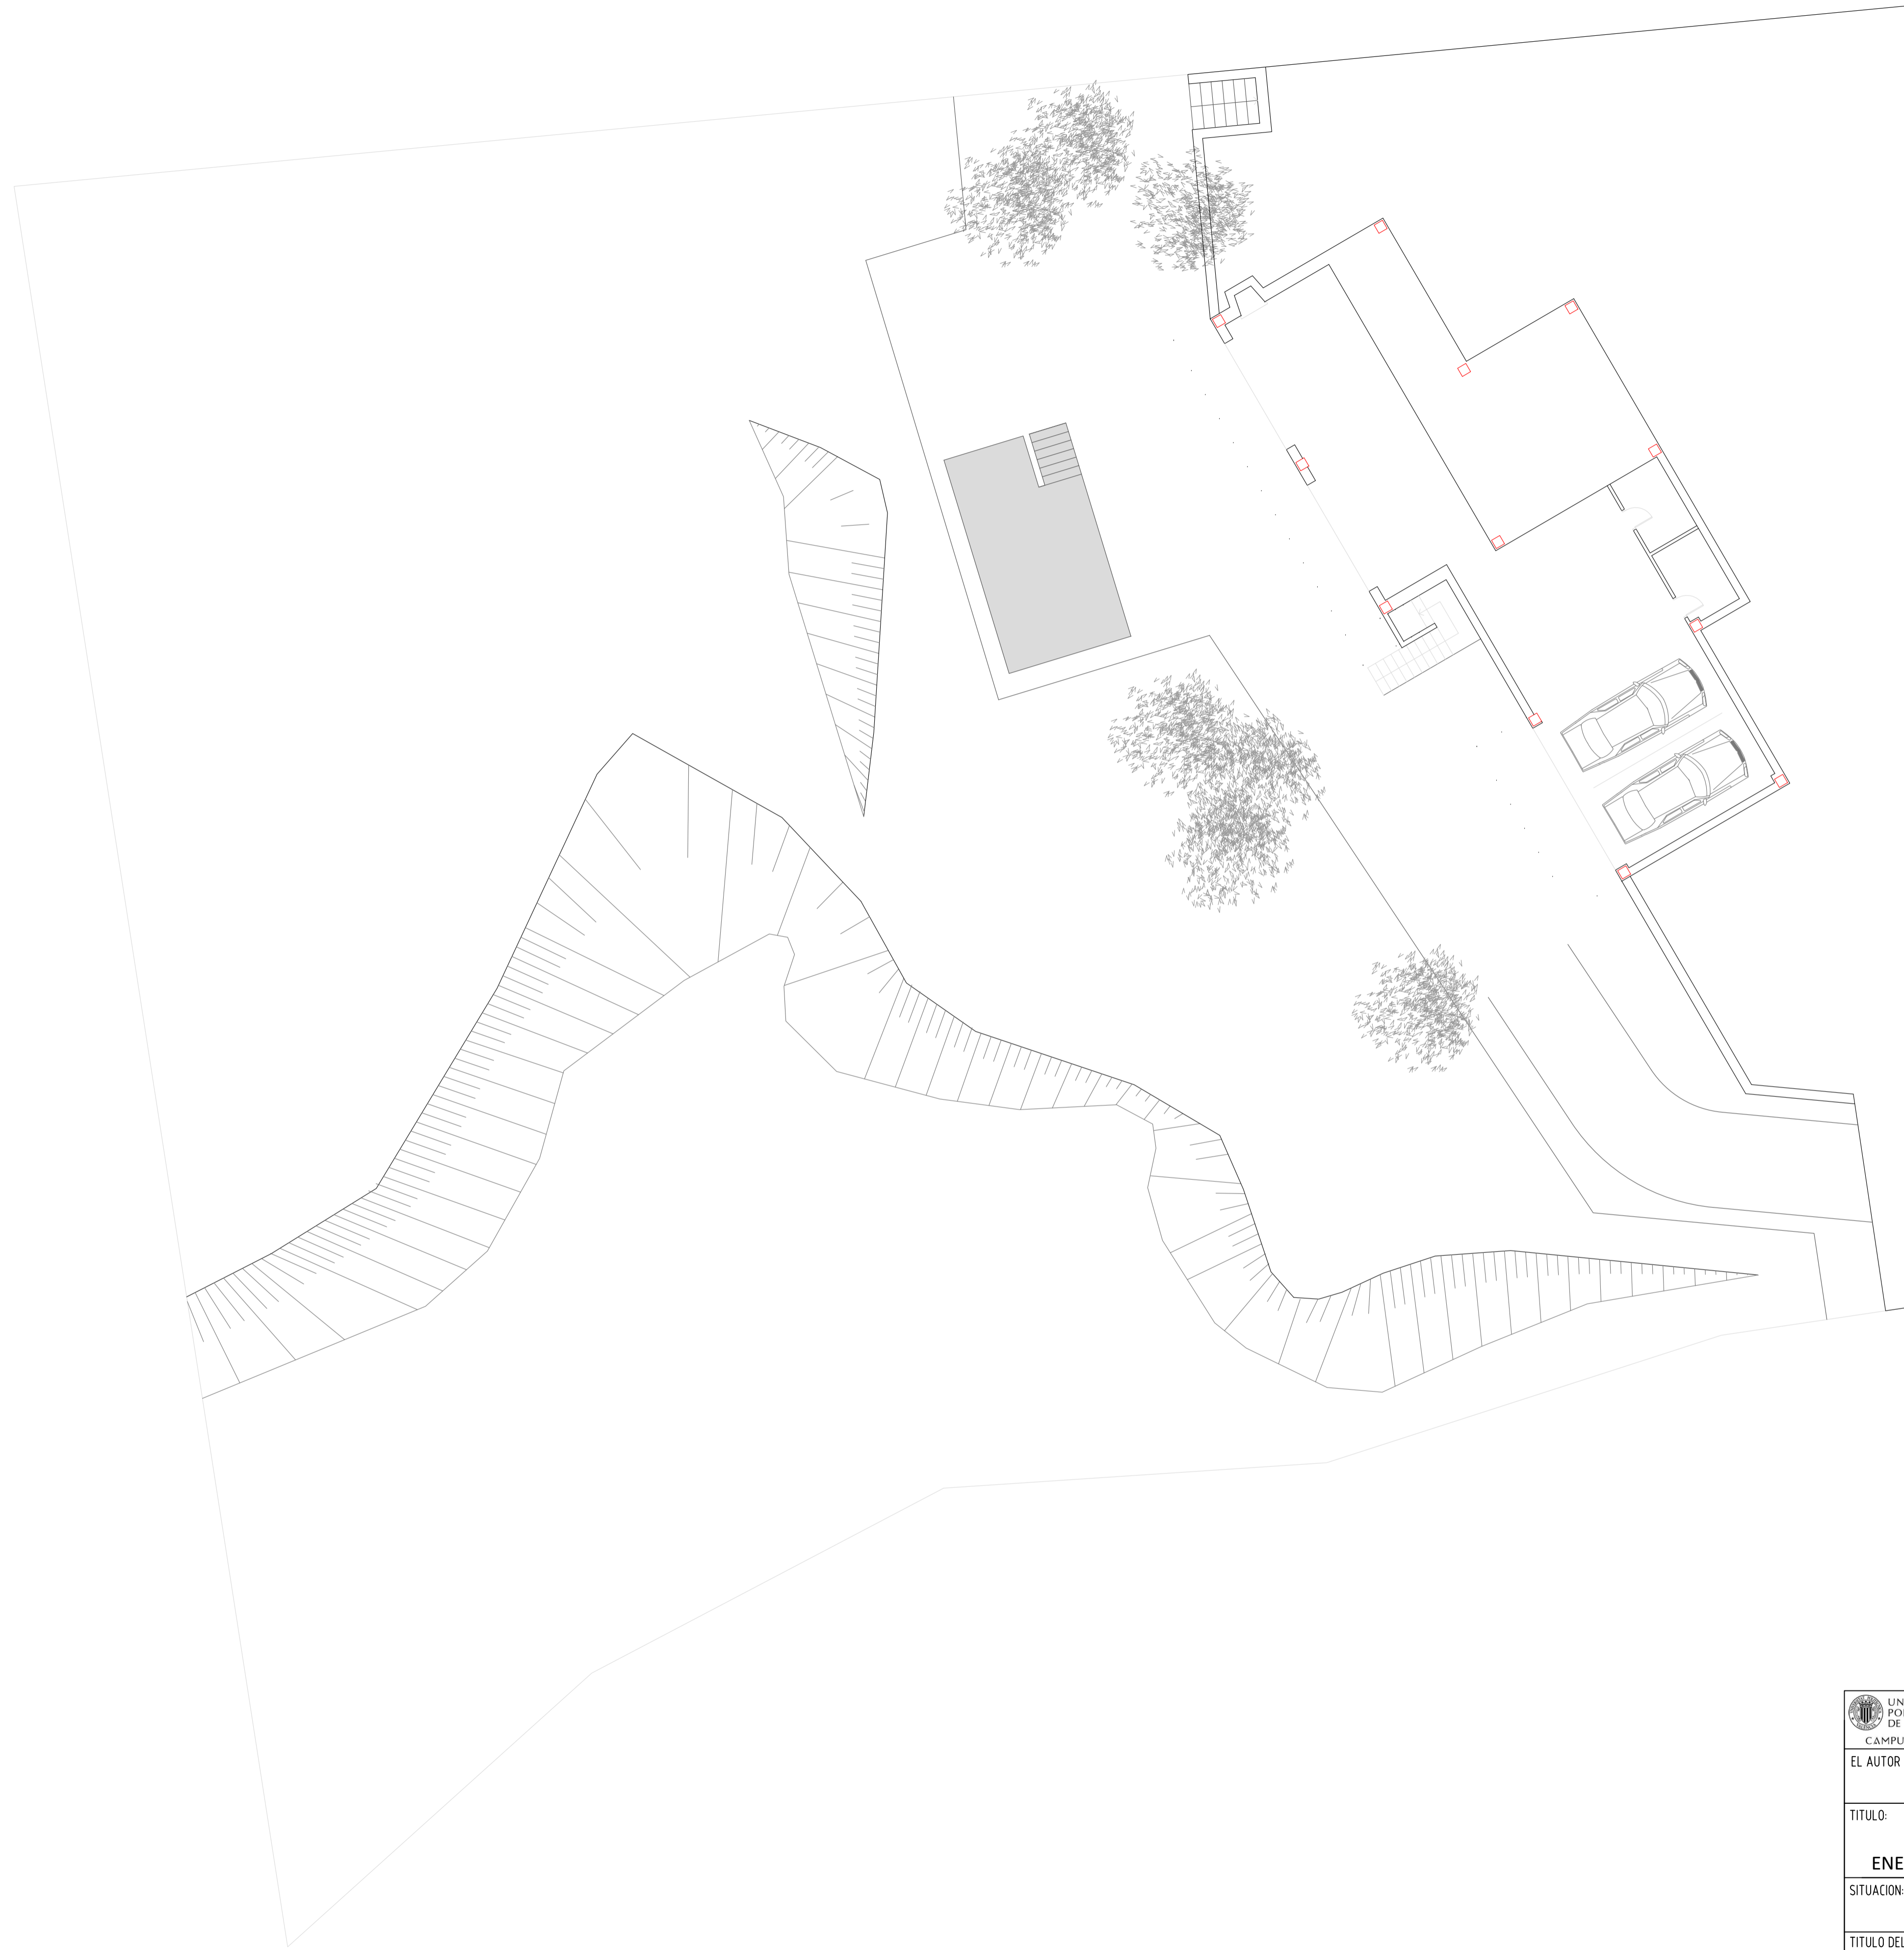 UN
PO
DE
CAMPU
EL AUTOR
TITULO:
ENE
SITUACION:
TITULO DEL